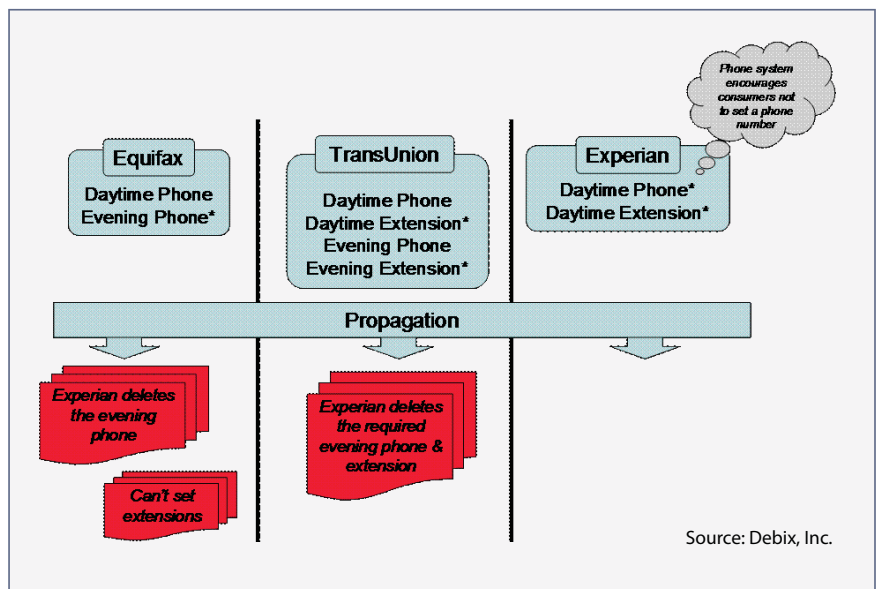 Phone system
encourages
consumers not
to set a phone
number
Equifax
Daytime Phone
Evening Phone*
TransUnion
Daytime Phone
Daytime Extension*
Evening Phone
Evening Extension*
Experian
Daytime Phone*
Daytime Extension*
Propagation
Experian deletes
the evening
phone
Can't set
extensions
Experian deletes
the required
evening phone &
extension
Source: Debix, Inc.